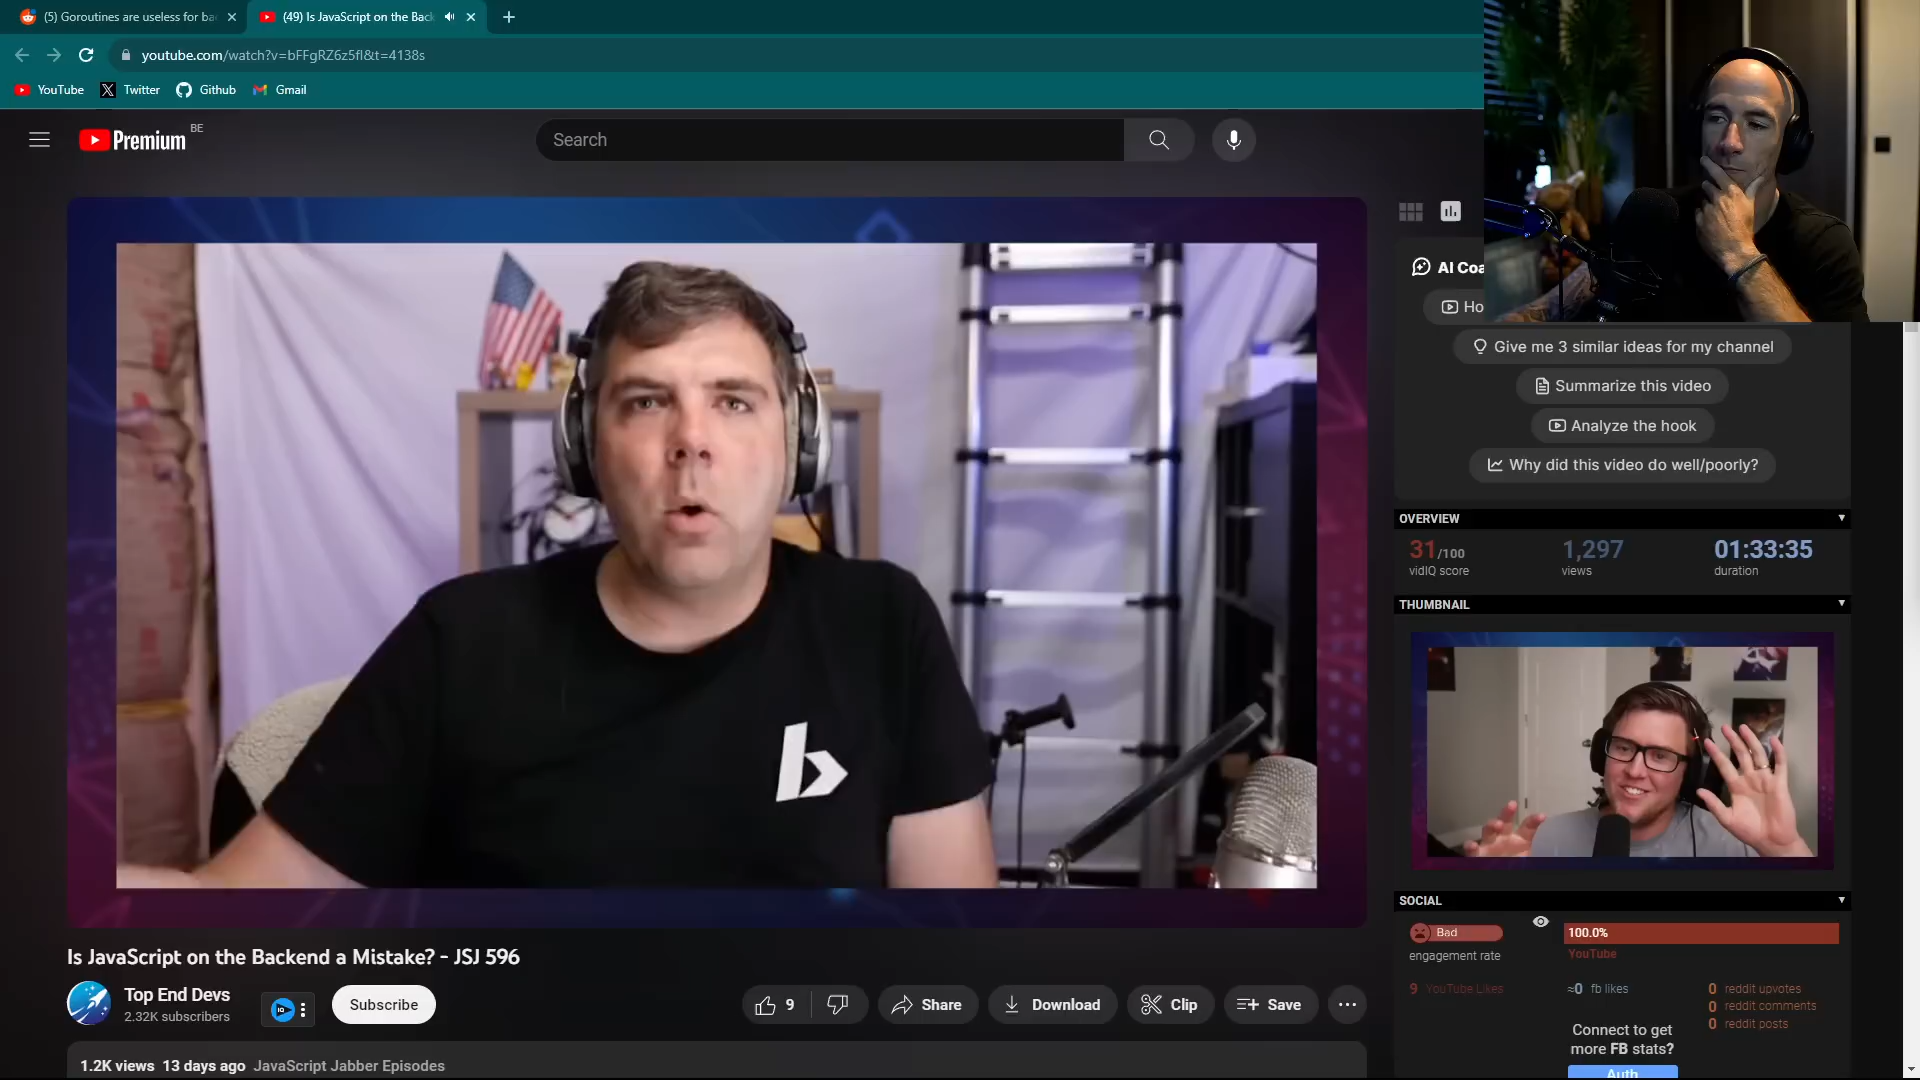 (5) Goroutines are useless for ba
(49) Is JavaScript on the Back
youtube.com/watch?v=bFFgRZ6z5fI&t=4138s
YouTube
Twitter
Github
Gmail
Premium
BE
Search
AI Coa
Ho
Give me 3 similar ideas for my channel
Summarize this video
Analyze the hook
Why did this video do well/poorly?
OVERVIEW
31/100
vidIQ score
1,297
views
01:33:35
duration
THUMBNAIL
b
SOCIAL
Bad
engagement rate
100.0%
YouTube
9 YouTube Likes
≈0 fb likes
0 reddit upvotes
0 reddit comments
0 reddit posts
Connect to get
more FB stats?
Auth
Is JavaScript on the Backend a Mistake? - JSJ 596
Top End Devs
2.32K subscribers
Subscribe
9
Share
Download
Clip
Save
1.2K views 13 days ago JavaScript Jabber Episodes